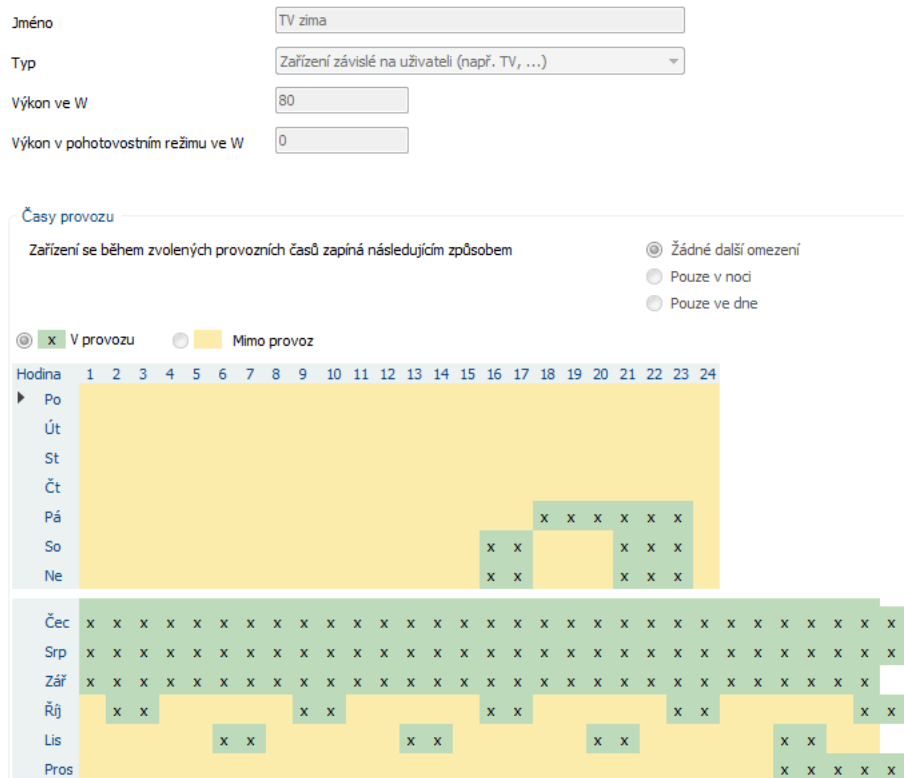 Jméno TV zima
Typ Zařízení závislé na uživateli (např. TV, ...)
Výkon ve W 80
Výkon v pohotovostním režimu ve W 0
Časy provozu
Zařízení se během zvolených provozních časů zapíná následujícím způsobem Žádné další omezení
Pouze v noci
Pouze ve dne
x V provozu Mimo provoz
Hodina 1 2 3 4 5 6 7 8 9 10 11 12 13 14 15 16 17 18 19 20 21 22 23 24
Po
Út
St
Čt
Pá x x x x x x
So x x x x x
Ne x x x x x
Čec x x x x x x x x x x x x x x x x x x x x x x x x x x x x x x x
Srp x x x x x x x x x x x x x x x x x x x x x x x x x x x x x x x
Zář x x x x x x x x x x x x x x x x x x x x x x x x x x x x x x
Říj x x x x x x x x x x
Lis x x x x x x x x
Pros x x x x x